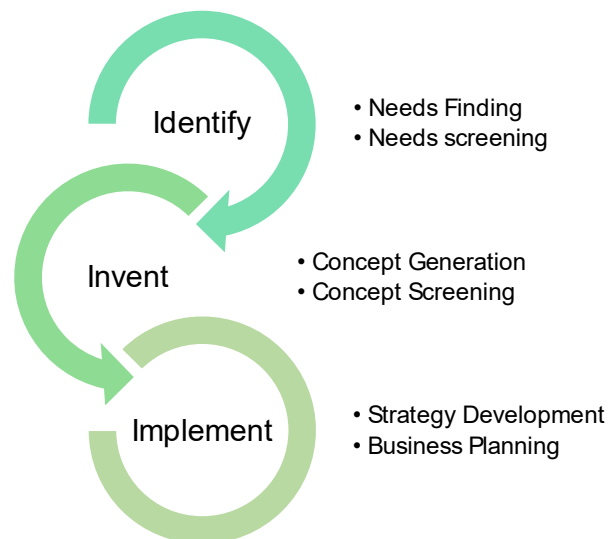 Identify
• Needs Finding
• Needs screening
Invent
• Concept Generation
• Concept Screening
Implement
• Strategy Development
• Business Planning